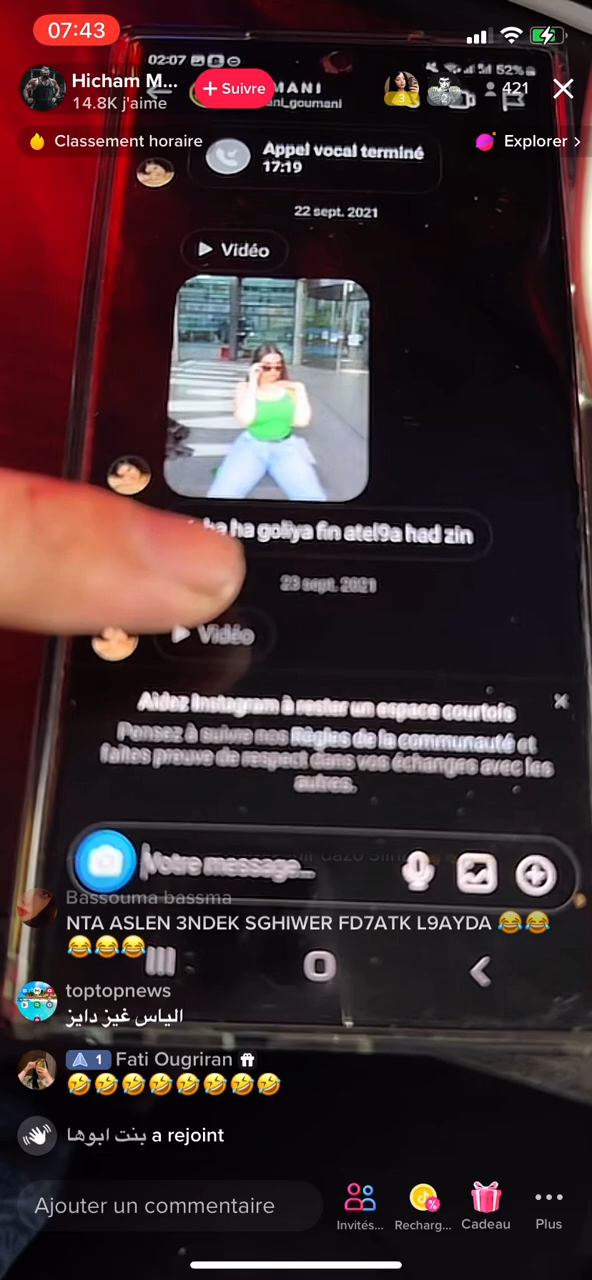 07:43
02:07
52%
Hicham M...
14.8K j'aime
+ Suivre
MANI
ni_goumani
3
2
421
Classement horaire
Explorer >
Appel vocal terminé
17:19
22 sept. 2021
Vidéo
ha goliya fin atel9a had zin
23 sept. 2021
Vidéo
Aidez Instagram à rester un espace courtois
Pensez à suivre nos Règles de la communauté et
faites preuve de respect dans vos échanges avec les
autres.
Votre message...
Bassouma bassma
NTA ASLEN 3NDEK SGHIWER FD7ATK L9AYDA 😂😂
😂😂😂
toptopnews
الياس غيز دايز
1 Fati Ougriran
🤣🤣🤣🤣🤣🤣🤣🤣
بنت ابوها a rejoint
Ajouter un commentaire
Invités...
Recharg...
Cadeau
Plus